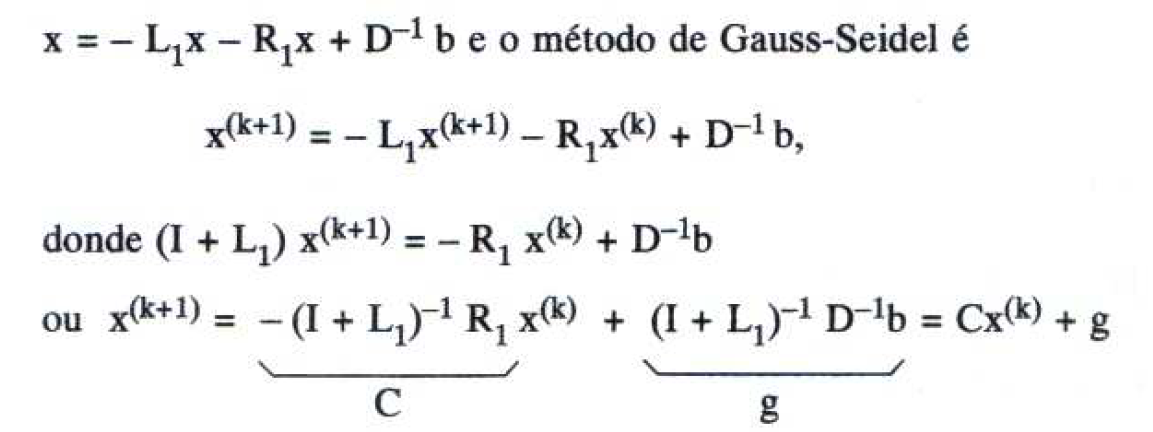 x = – L₁x – R₁x + D⁻¹ b e o método de Gauss-Seidel é
x⁽ᵏ⁺¹⁾ = – L₁x⁽ᵏ⁺¹⁾ – R₁x⁽ᵏ⁾ + D⁻¹ b,
donde (I + L₁) x⁽ᵏ⁺¹⁾ = – R₁ x⁽ᵏ⁾ + D⁻¹b
ou x⁽ᵏ⁺¹⁾ = – (I + L₁)⁻¹ R₁ x⁽ᵏ⁾ + (I + L₁)⁻¹ D⁻¹b = Cx⁽ᵏ⁾ + g
C g